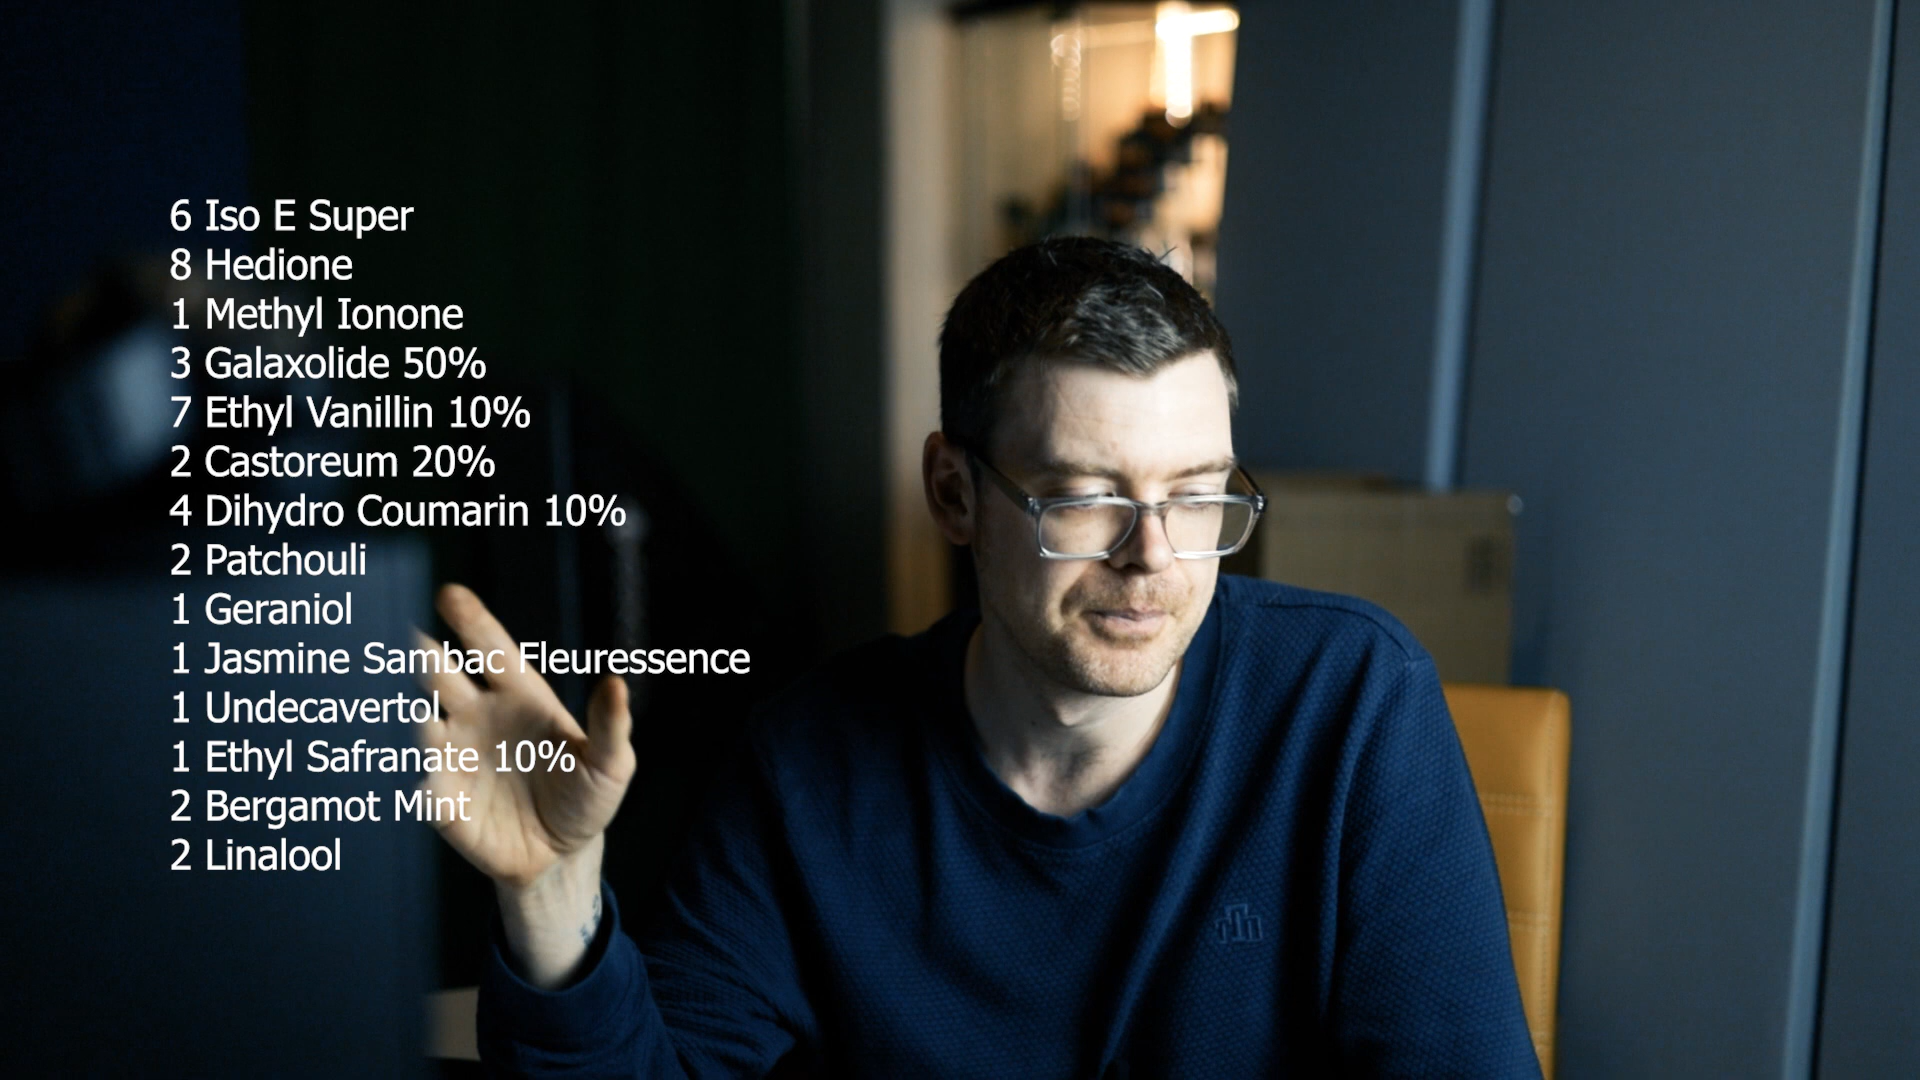 6 Iso E Super
8 Hedione
1 Methyl Ionone
3 Galaxolide 50%
7 Ethyl Vanillin 10%
2 Castoreum 20%
4 Dihydro Coumarin 10%
2 Patchouli
1 Geraniol
1 Jasmine Sambac Fleuressence
1 Undecavertol
1 Ethyl Safranate 10%
2 Bergamot Mint
2 Linalool